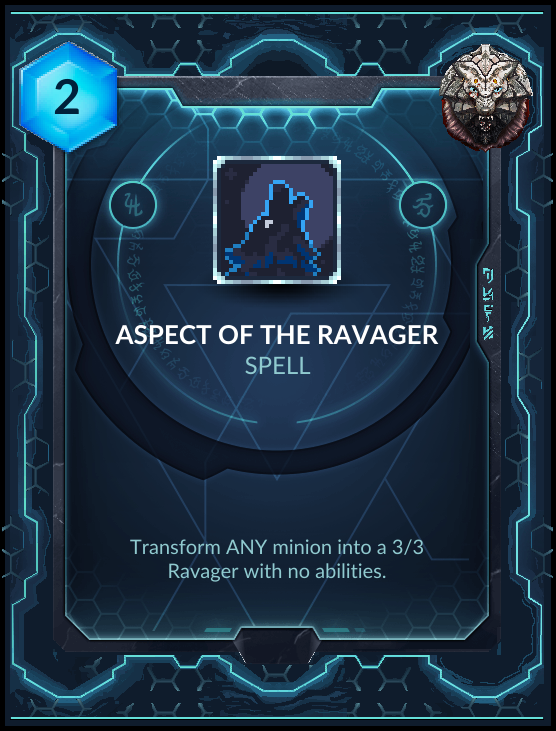 2
ASPECT OF THE RAVAGER
SPELL
Transform ANY minion into a 3/3
Ravager with no abilities.